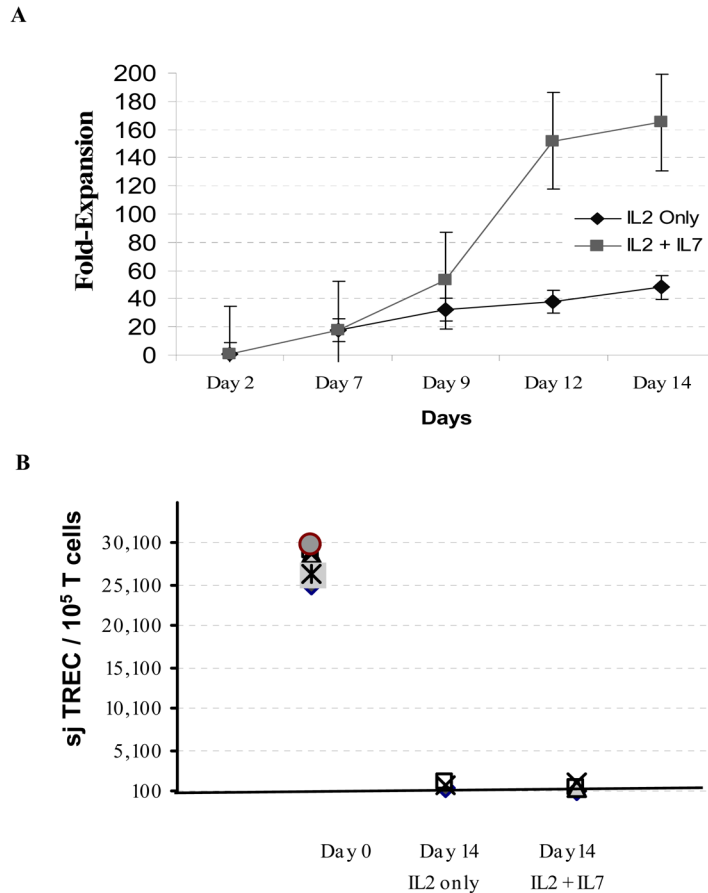 A
200
180
160
140
120
100
80
60
40
20
0
Fold-Expansion
IL2 Only
IL2 + IL7
Day 2 Day 7 Day 9 Day 12 Day 14
Days
B
sj TREC / 10⁵ T cells
30,100
25,100
20,100
15,100
10,100
5,100
100
Day 0 Day 14 Day14
IL2 only IL2 + IL7